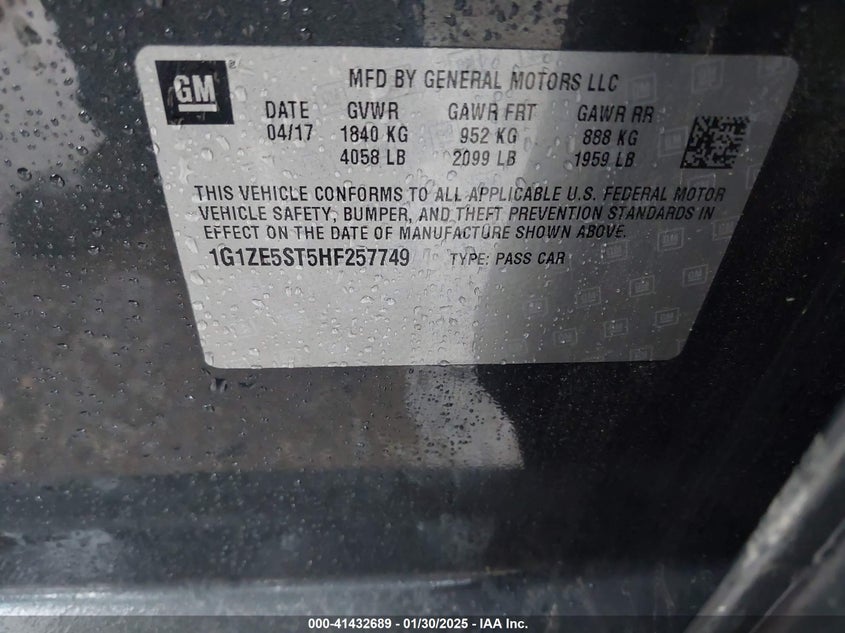 GM
MFD BY GENERAL MOTORS LLC
DATE GVWR GAWR FRT GAWR RR
04/17 1840 KG 952 KG 888 KG
4058 LB 2099 LB 1959 LB
THIS VEHICLE CONFORMS TO ALL APPLICABLE U.S. FEDERAL MOTOR
VEHICLE SAFETY, BUMPER, AND THEFT PREVENTION STANDARDS IN
EFFECT ON THE DATE OF MANUFACTURE SHOWN ABOVE.
1G1ZE5ST5HF257749 TYPE: PASS CAR
000-41432689 - 01/30/2025 - Copyright © 2025 IAA, Inc.